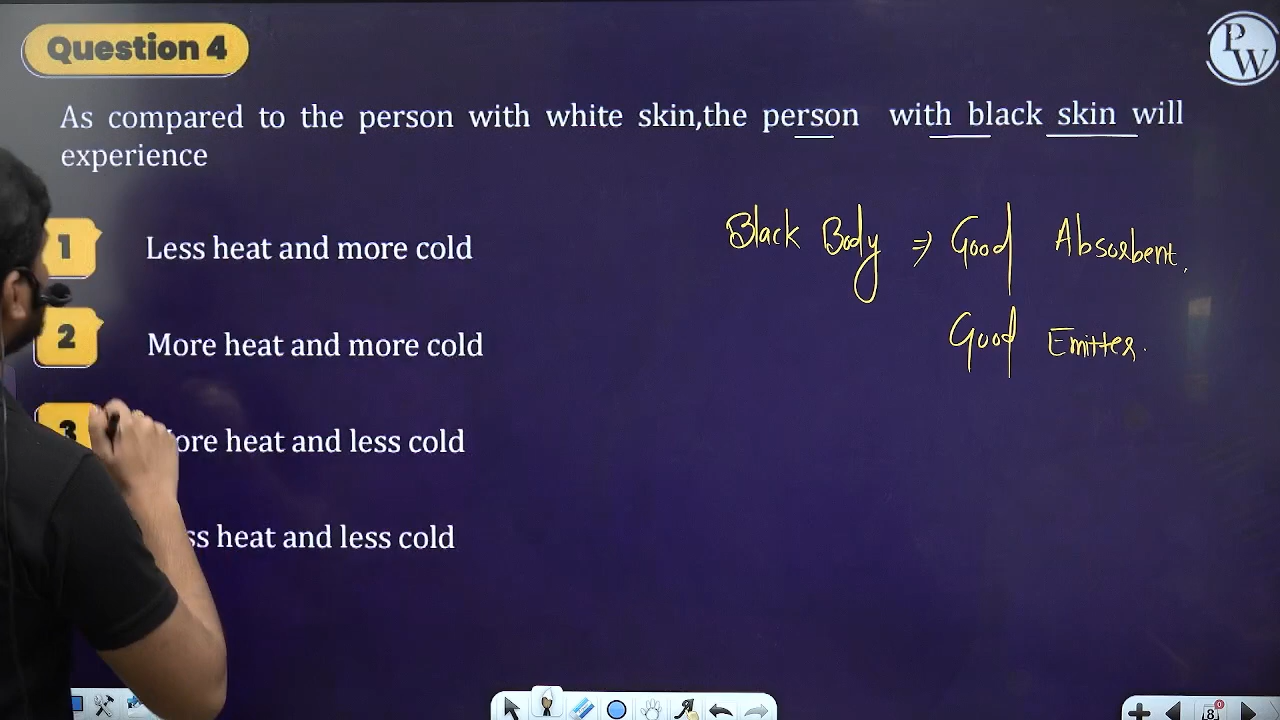 Question 4
PW
As compared to the person with white skin,the person with black skin will
experience
1 Less heat and more cold
2 More heat and more cold
3 ore heat and less cold
ss heat and less cold
Black Body ⇒ Good Absorbent.
Good Emitter.
8